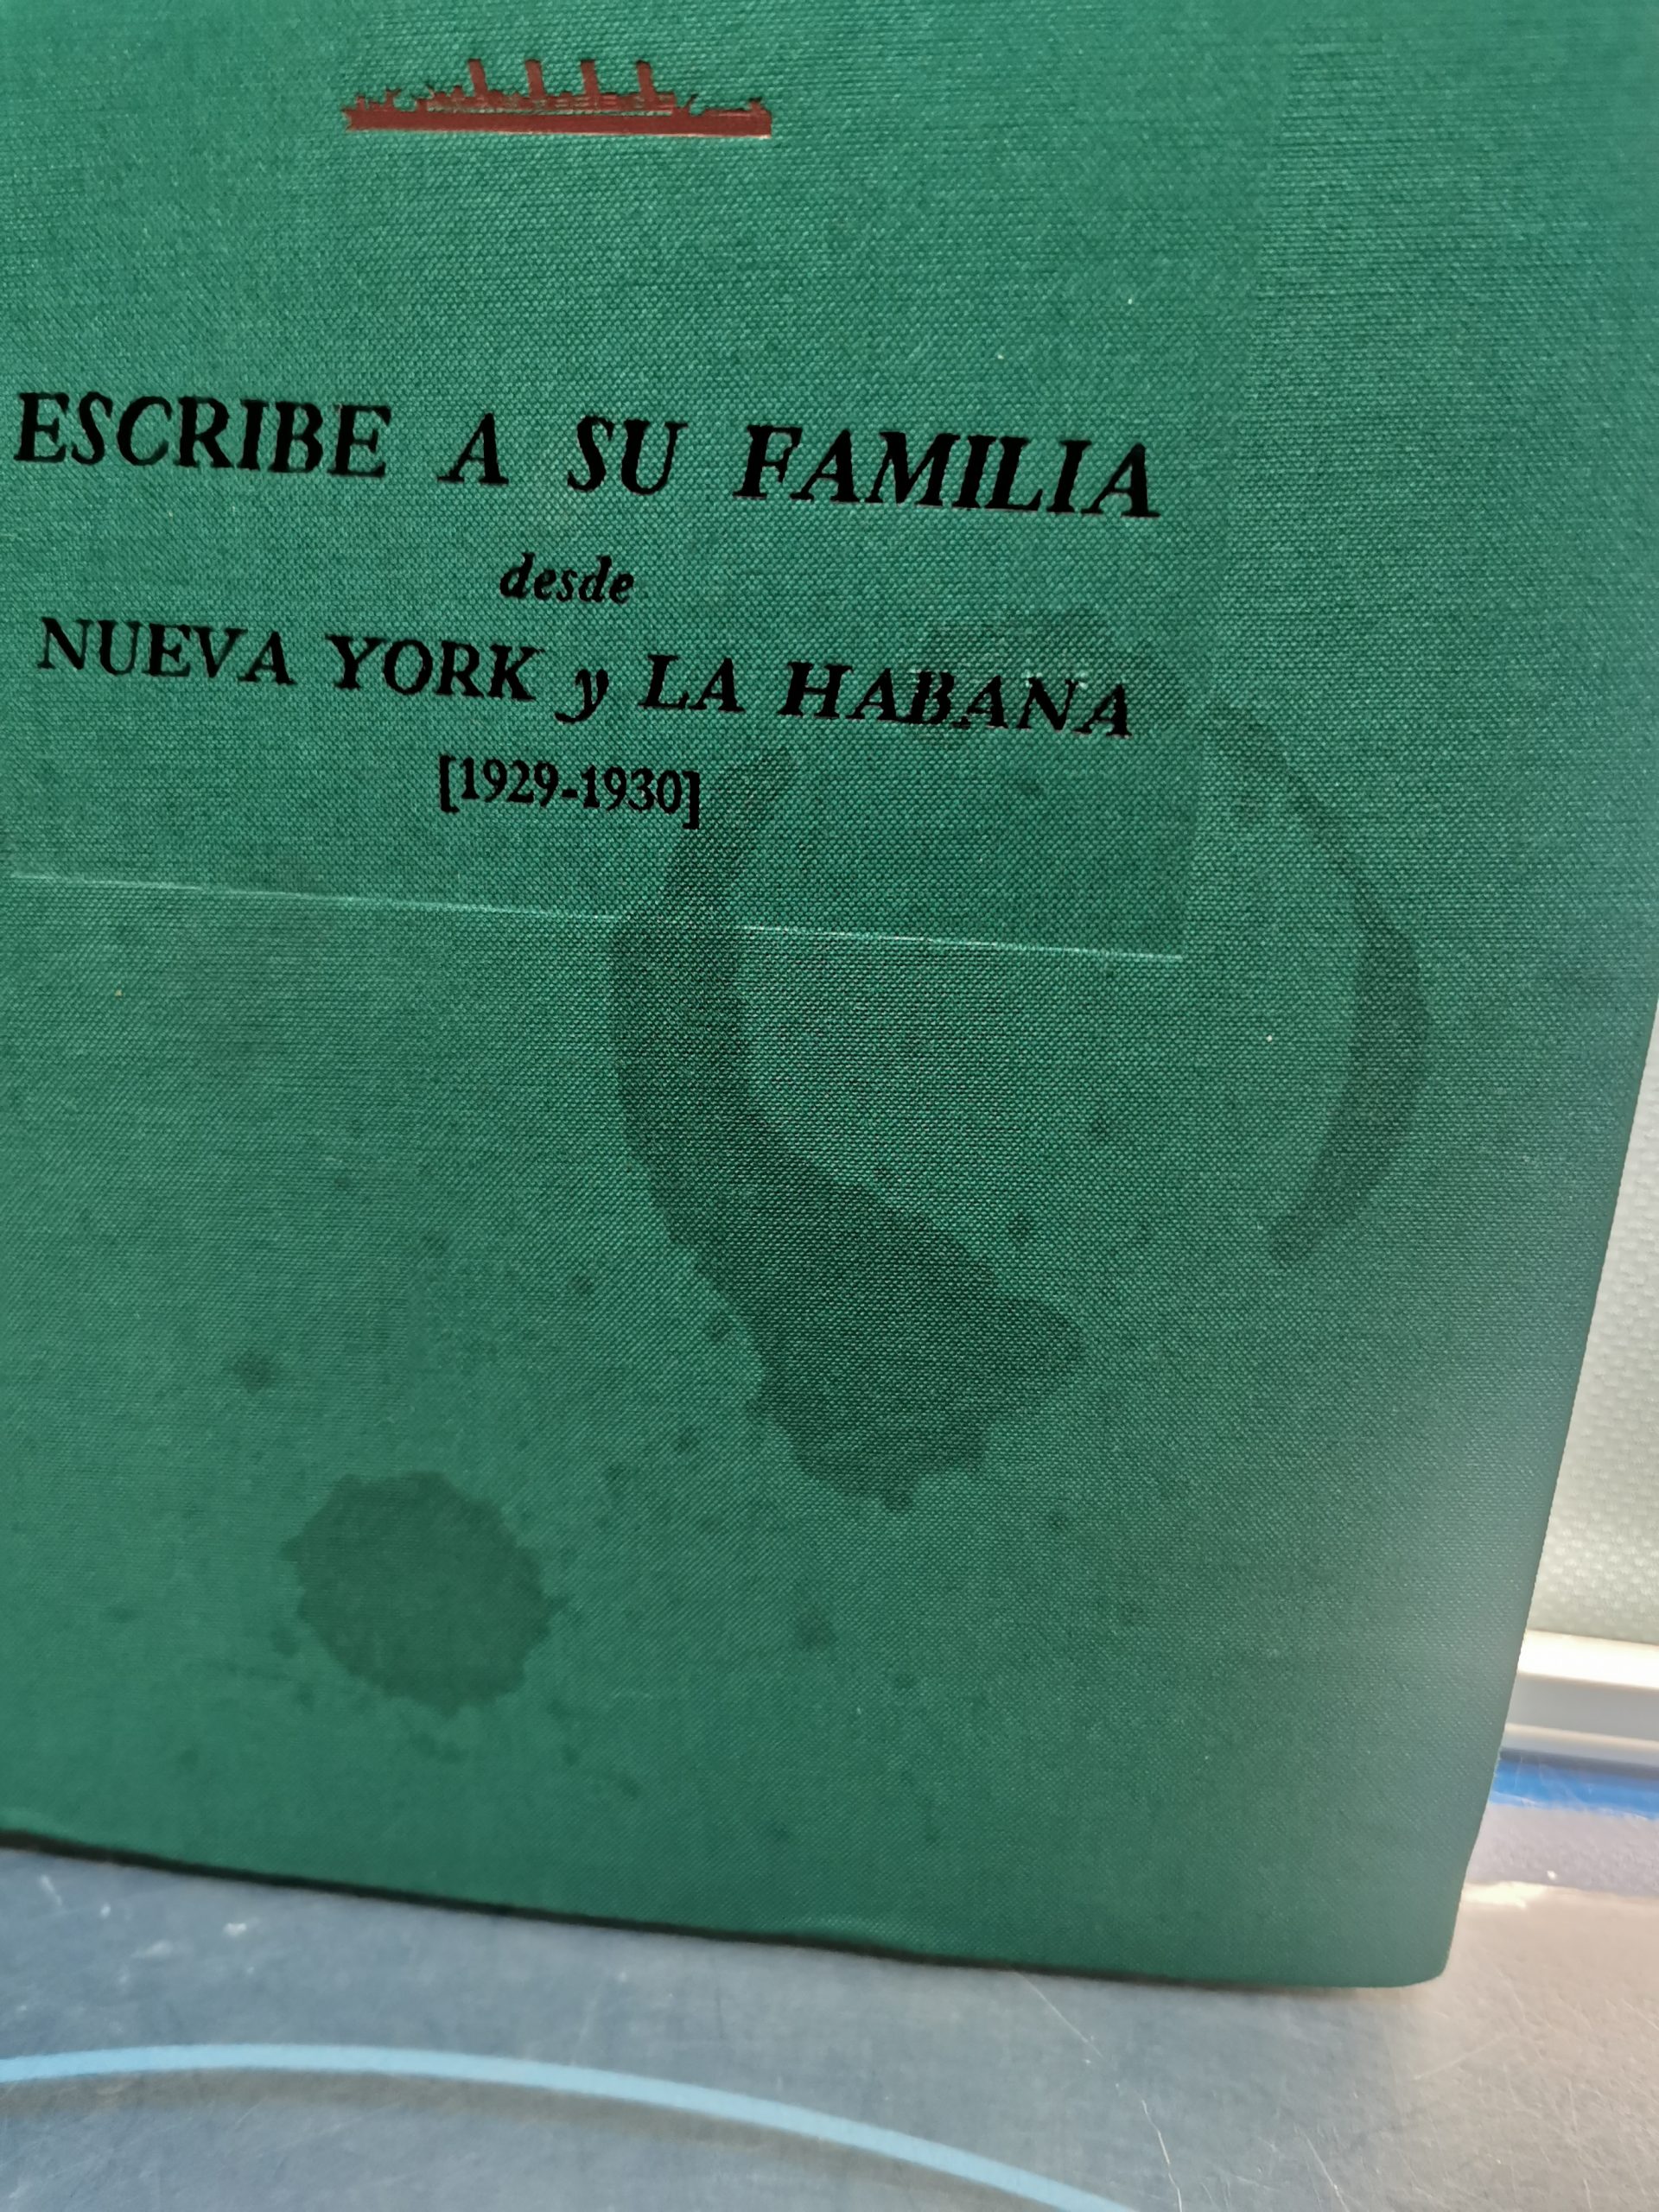 ESCRIBE A SU FAMILIA
desde
NUEVA YORK y LA HABANA
[1929-1930]